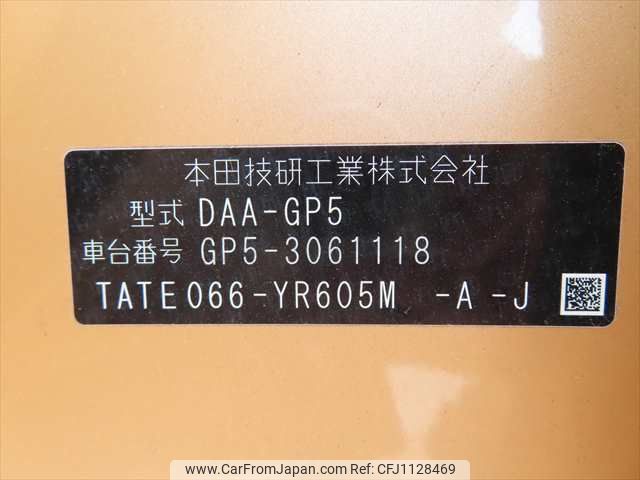 本田技研工業株式会社
型式 DAA-GP5
車台番号 GP5-3061118
TATE066-YR605M -A -J
www.CarFromJapan.com CFJ1128469